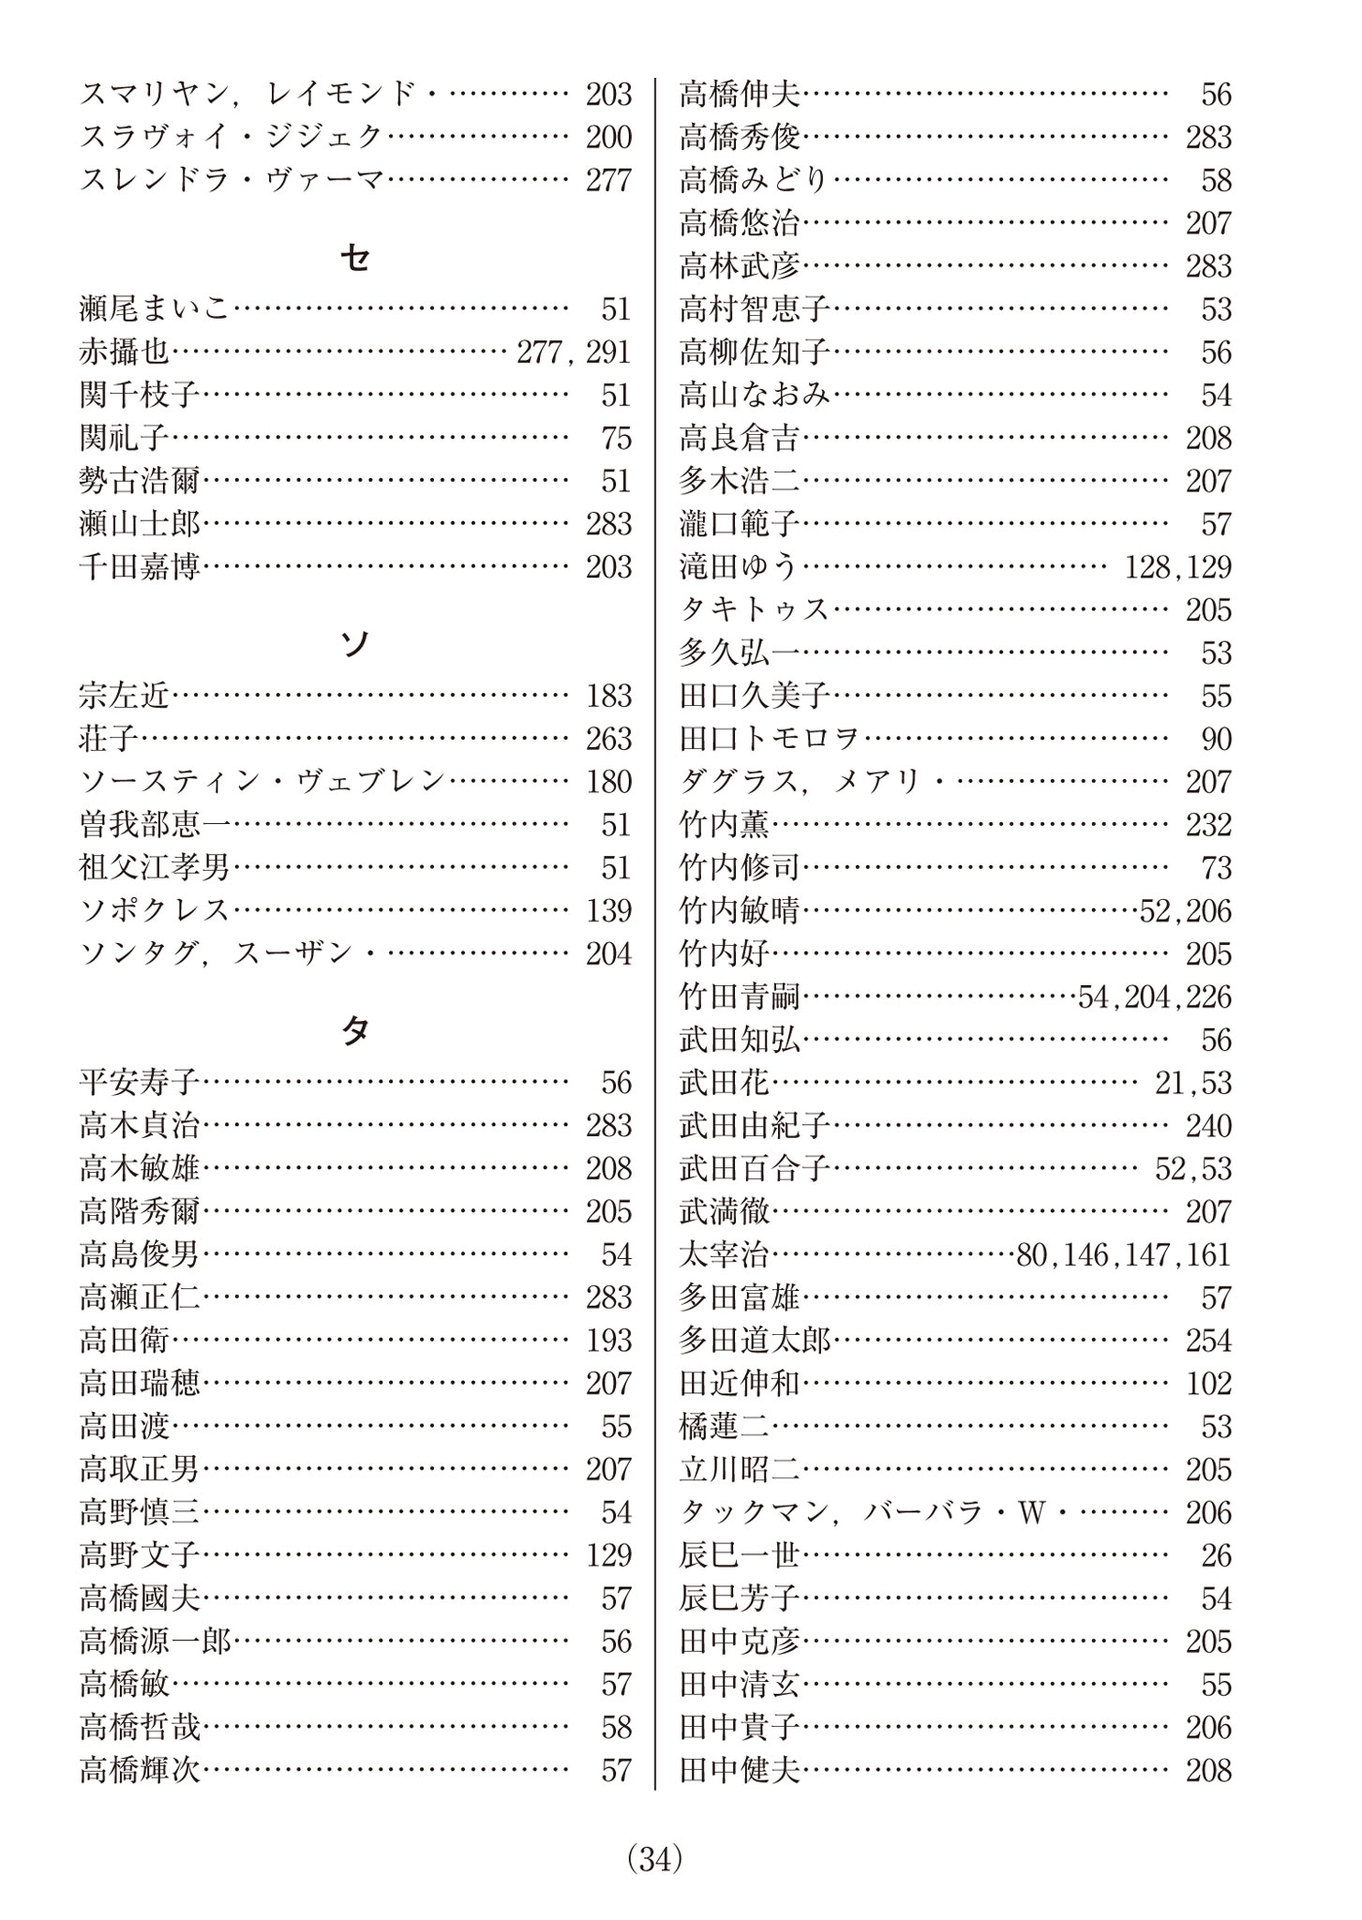 スマリヤン，レイモンド・………… 203
スラヴォイ・ジジェク……………… 200
スレンドラ・ヴァーマ……………… 277
セ
瀬尾まいこ…………………………… 51
赤攝也…………………………… 277, 291
関千枝子……………………………… 51
関礼子………………………………… 75
勢古浩爾……………………………… 51
瀬山士郎……………………………… 283
千田嘉博……………………………… 203
ソ
宗左近………………………………… 183
荘子…………………………………… 263
ソースティン・ヴェブレン………… 180
曽我部恵一…………………………… 51
祖父江孝男…………………………… 51
ソポクレス…………………………… 139
ソンタグ，スーザン・……………… 204
タ
平安寿子……………………………… 56
高木貞治……………………………… 283
高木敏雄……………………………… 208
高階秀爾……………………………… 205
高島俊男……………………………… 54
高瀬正仁……………………………… 283
高田衛………………………………… 193
高田瑞穂……………………………… 207
高田渡………………………………… 55
高取正男……………………………… 207
高野慎三……………………………… 54
高野文子……………………………… 129
高橋國夫……………………………… 57
高橋源一郎…………………………… 56
高橋敏………………………………… 57
高橋哲哉……………………………… 58
高橋輝次……………………………… 57
高橋伸夫……………………………… 56
高橋秀俊……………………………… 283
高橋みどり…………………………… 58
高橋悠治……………………………… 207
高林武彦……………………………… 283
高村智恵子…………………………… 53
高柳佐知子…………………………… 56
高山なおみ…………………………… 54
高良倉吉……………………………… 208
多木浩二……………………………… 207
瀧口範子……………………………… 57
滝田ゆう………………………… 128,129
タキトゥス…………………………… 205
多久弘一……………………………… 53
田口久美子…………………………… 55
田口トモロヲ………………………… 90
ダグラス，メアリ・………………… 207
竹内薫………………………………… 232
竹内修司……………………………… 73
竹内敏晴……………………………52,206
竹内好………………………………… 205
竹田青嗣………………………54,204,226
武田知弘……………………………… 56
武田花……………………………… 21,53
武田由紀子…………………………… 240
武田百合子………………………… 52,53
武満徹………………………………… 207
太宰治……………………80,146,147,161
多田富雄……………………………… 57
多田道太郎…………………………… 254
田近伸和……………………………… 102
橘蓮二………………………………… 53
立川昭二……………………………… 205
タックマン，バーバラ・W・……… 206
辰巳一世……………………………… 26
辰巳芳子……………………………… 54
田中克彦……………………………… 205
田中清玄……………………………… 55
田中貴子……………………………… 206
田中健夫……………………………… 208
(34)